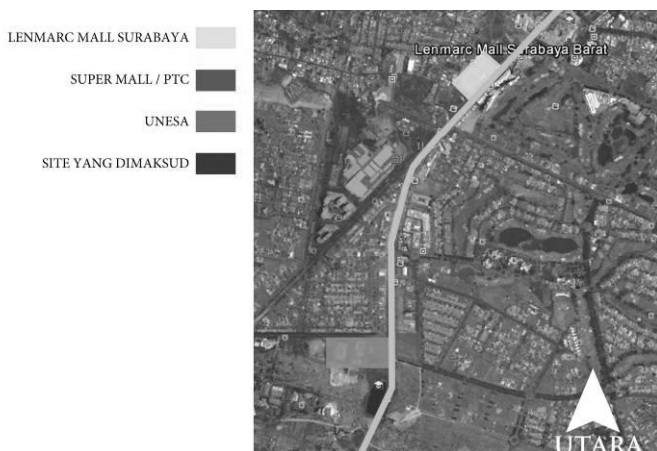 LENMARC MALL SURABAYA
SUPER MALL / PTC
UNESA
SITE YANG DIMAKSUD
Lenmarc Mall Surabaya Barat
UTARA